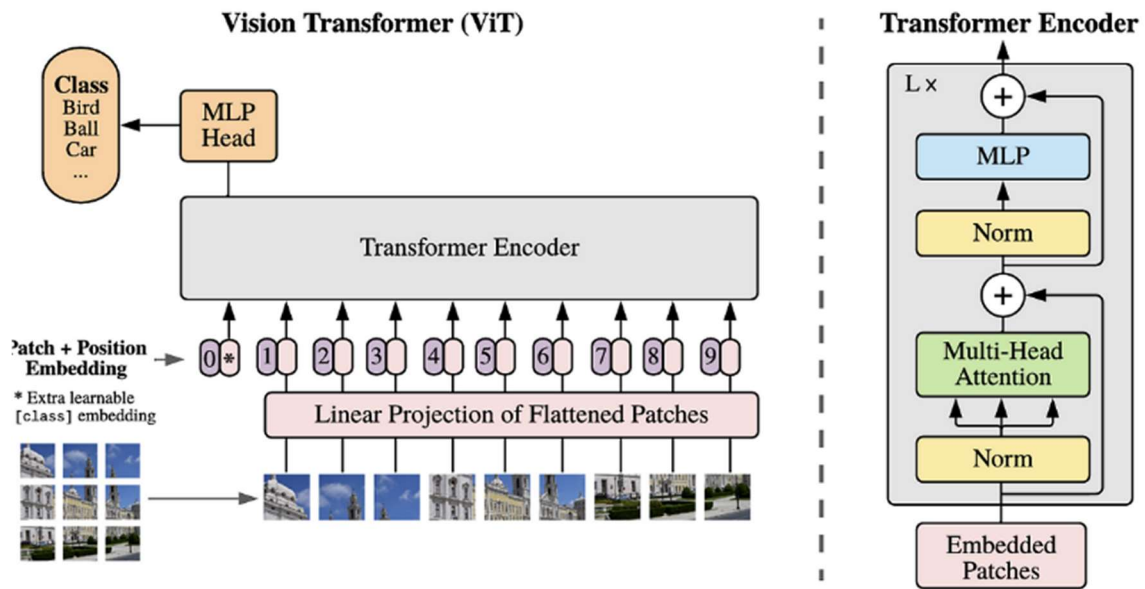 Vision Transformer (ViT)
Class
Bird
Ball
Car
...
MLP
Head
Transformer Encoder
0 * 1 2 3 4 5 6 7 8 9
Patch + Position
Embedding
* Extra learnable
[class] embedding
Linear Projection of Flattened Patches
Transformer Encoder
L ×
+
MLP
Norm
+
Multi-Head
Attention
Norm
Embedded
Patches